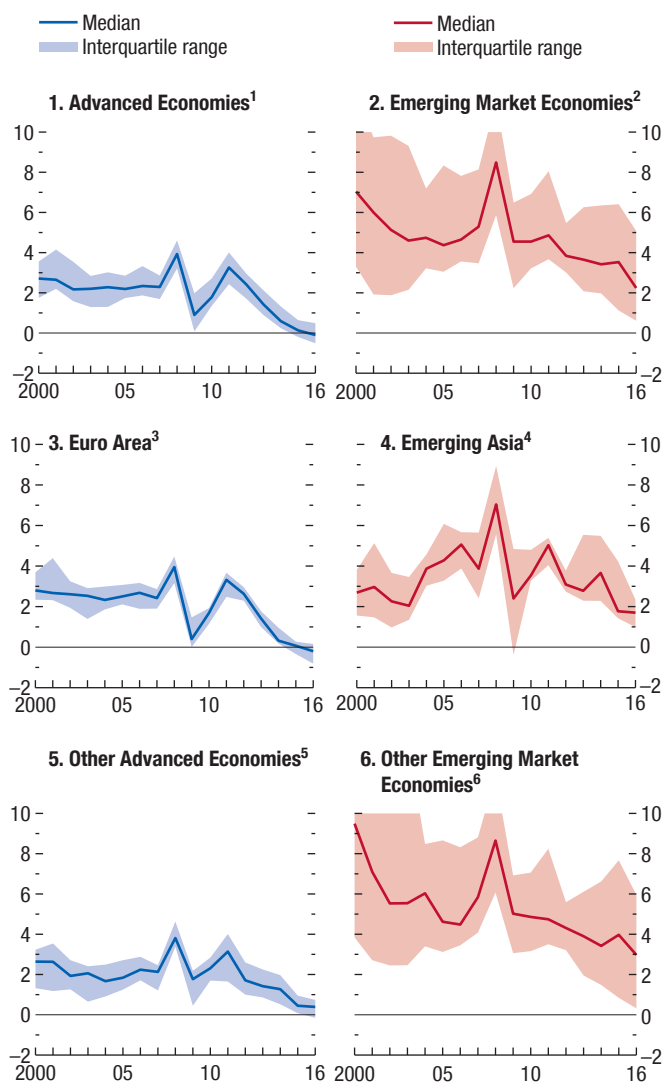 Median
Interquartile range
Median
Interquartile range
1. Advanced Economies¹
2. Emerging Market Economies²
10
8
6
4
2
0
–2
2000 05 10 16
10
8
6
4
2
0
–2
2000 05 10 16
3. Euro Area³
4. Emerging Asia⁴
10
8
6
4
2
0
–2
2000 05 10 16
10
8
6
4
2
0
–2
2000 05 10 16
5. Other Advanced Economies⁵
6. Other Emerging Market
Economies⁶
10
8
6
4
2
0
–2
2000 05 10 16
10
8
6
4
2
0
–2
2000 05 10 16